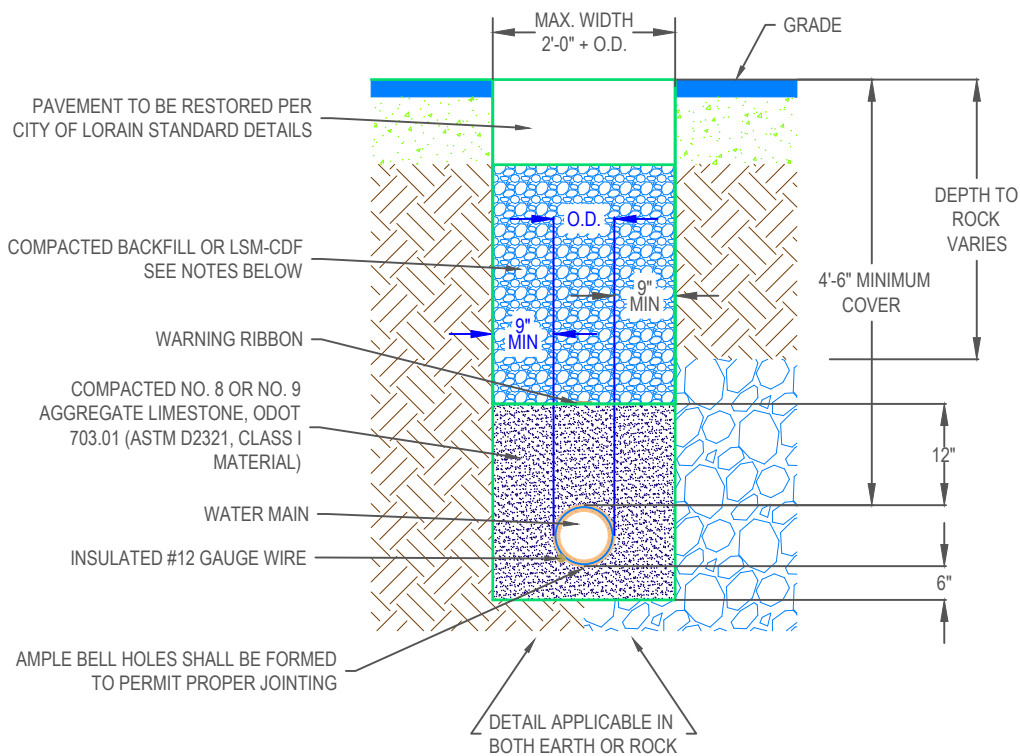 MAX. WIDTH
2'-0" + O.D.
GRADE
PAVEMENT TO BE RESTORED PER
CITY OF LORAIN STANDARD DETAILS
DEPTH TO
ROCK
VARIES
O.D.
COMPACTED BACKFILL OR LSM-CDF
SEE NOTES BELOW
4'-6" MINIMUM
COVER
9"
MIN
9"
MIN
WARNING RIBBON
COMPACTED NO. 8 OR NO. 9
AGGREGATE LIMESTONE, ODOT
703.01 (ASTM D2321, CLASS I
MATERIAL)
12"
WATER MAIN
INSULATED #12 GAUGE WIRE
6"
AMPLE BELL HOLES SHALL BE FORMED
TO PERMIT PROPER JOINTING
DETAIL APPLICABLE IN
BOTH EARTH OR ROCK